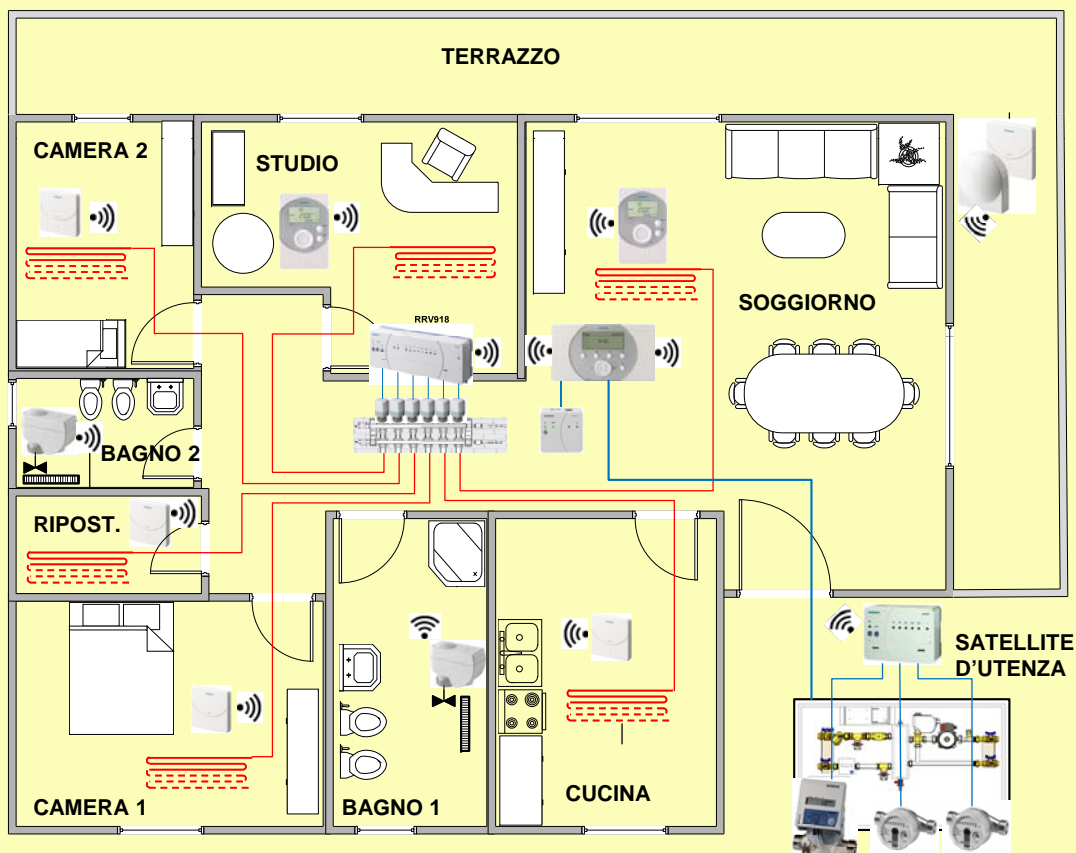 TERRAZZO
CAMERA 2
STUDIO
SOGGIORNO
RRV918
BAGNO 2
RIPOST.
SATELLITE
D'UTENZA
CAMERA 1
BAGNO 1
CUCINA